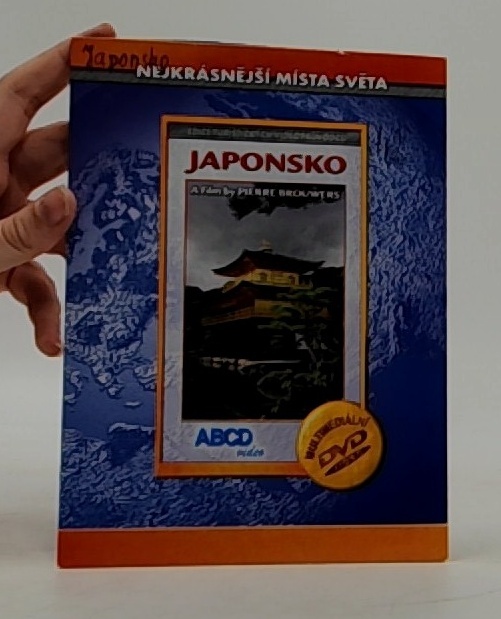 Japonsko
NEJKRÁSNĚJŠÍ MÍSTA SVĚTA
JAPONSKO
A Film by PIERRE BROUWERS
ABCD
video
MULTIMEDIÁLNÍ
DVD